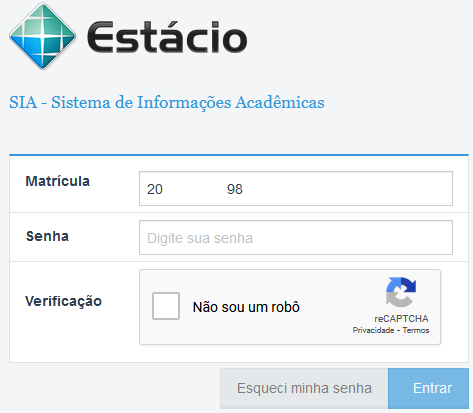 Estácio
SIA - Sistema de Informações Acadêmicas
Matrícula
20 98
Senha
Digite sua senha
Verificação
Não sou um robô
reCAPTCHA
Privacidade - Termos
Esqueci minha senha
Entrar